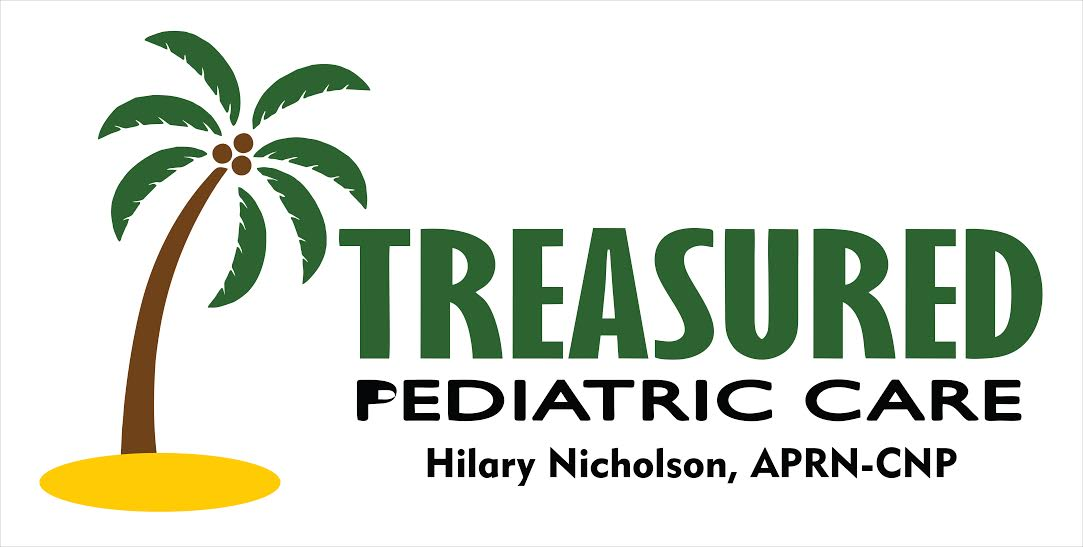 TREASURED
PEDIATRIC CARE
Hilary Nicholson, APRN-CNP